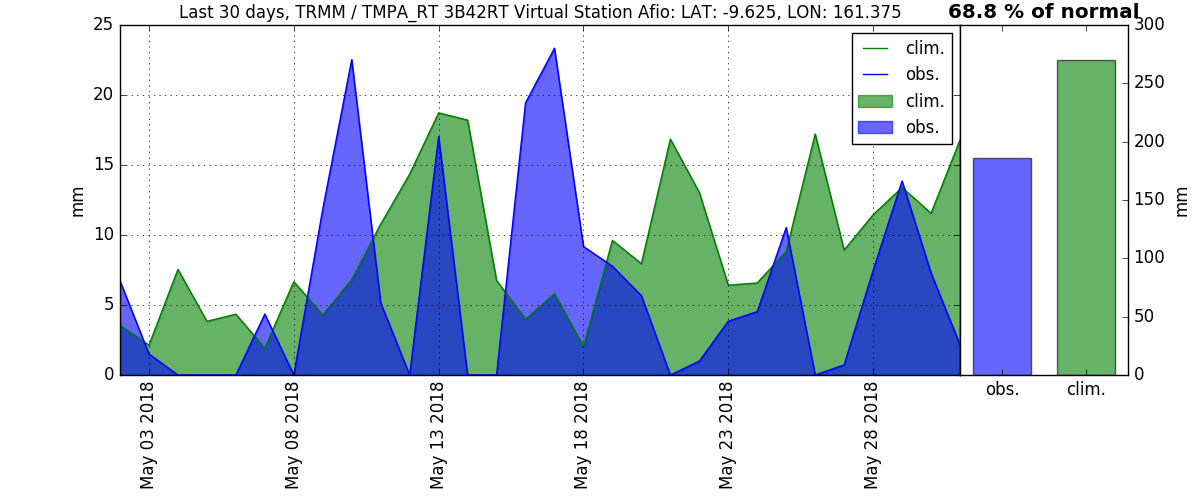 Last 30 days, TRMM / TMPA_RT 3B42RT Virtual Station Afio: LAT: -9.625, LON: 161.375
68.8 % of normal
mm
25
20
15
10
5
0
clim.
obs.
clim.
obs.
May 03 2018
May 08 2018
May 13 2018
May 18 2018
May 23 2018
May 28 2018
300
250
200
150
100
50
0
mm
obs.
clim.